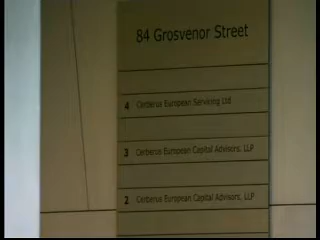 84 Grosvenor Street
4 Cerberus European Servicing Ltd
3 Cerberus European Capital Advisors, LLP
2 Cerberus European Capital Advisors, LLP